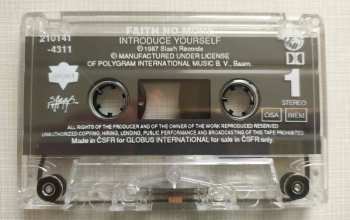 FAITH NO MORE
210141
-4311
INTRODUCE YOURSELF
Ⓟ 1987 Slash Records
© MANUFACTURED UNDER LICENSE
OF POLYGRAM INTERNATIONAL MUSIC B.V., Baarn.
Slash
1
STEREO
OSA
BIEM
ALL RIGHTS OF THE PRODUCER AND OF THE OWNER OF THE WORK REPRODUCED RESERVED
UNAUTHORIZED COPYING, HIRING, LENDING, PUBLIC PERFORMANCE AND BROADCASTING OF THIS TAPE PROHIBITED.
Made in ČSFR for GLOBUS INTERNATIONAL for sale in ČSFR only